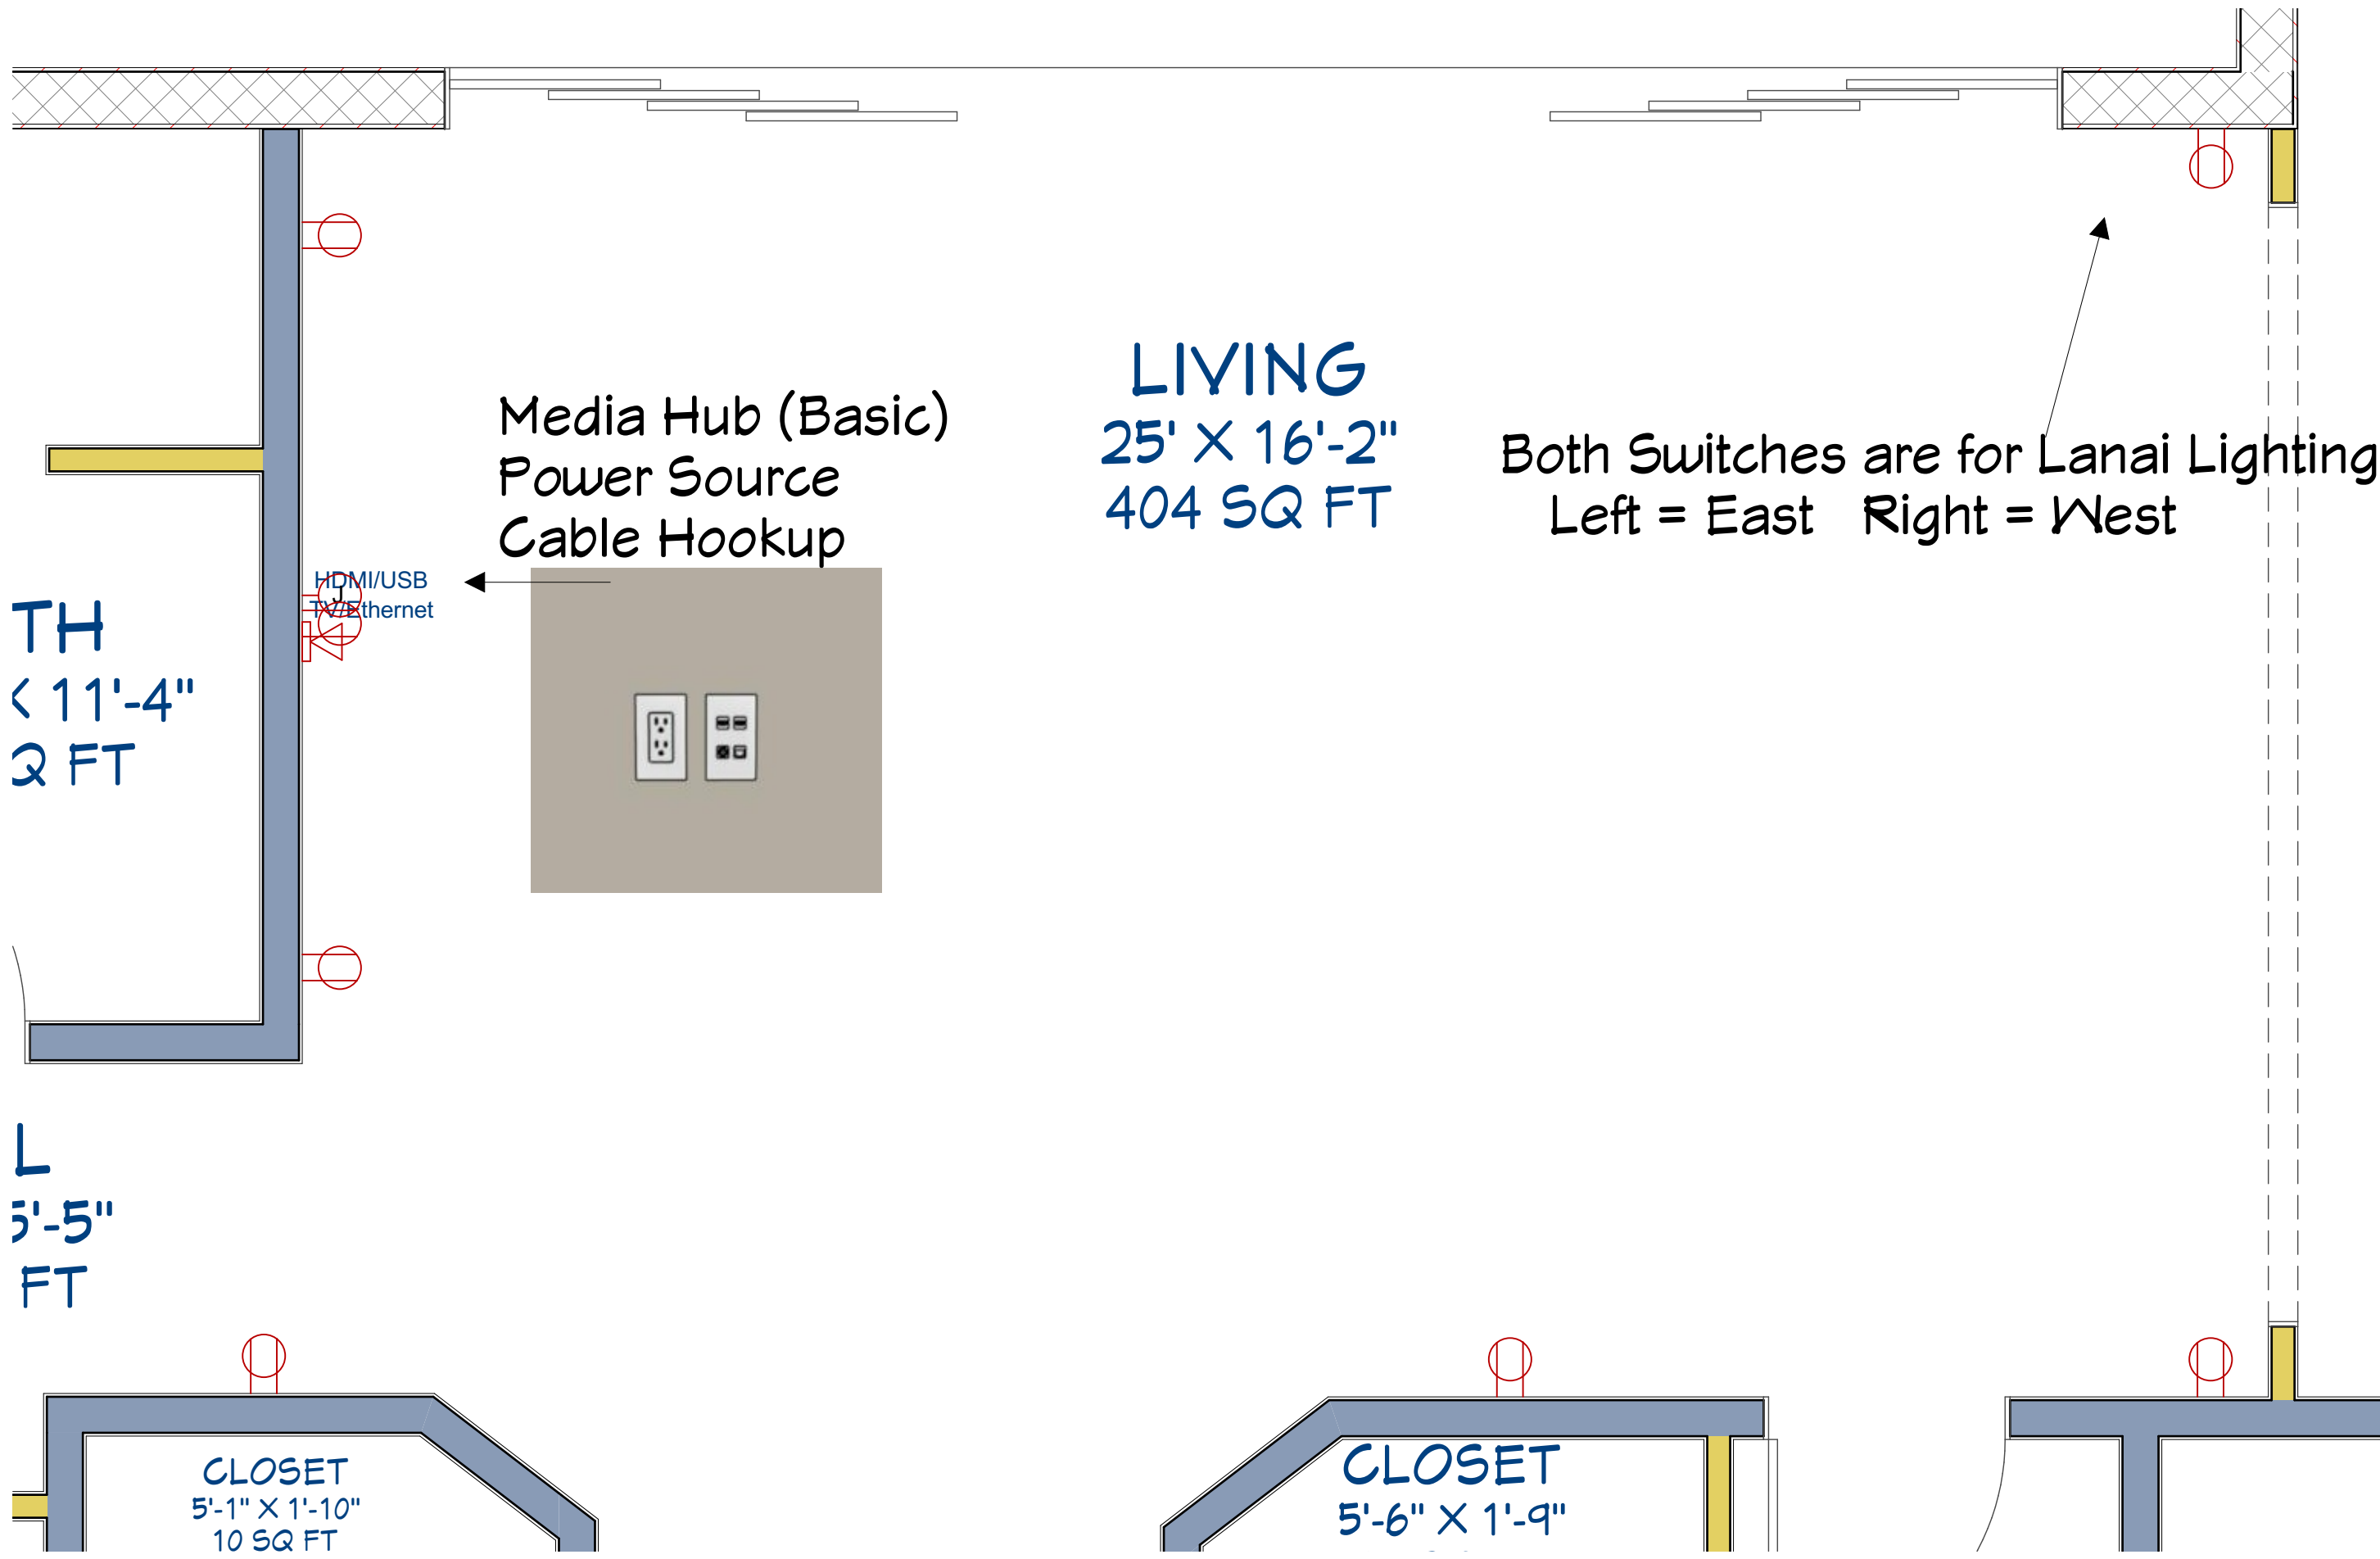 LIVING
25' X 16'-2"
404 SQ FT
Media Hub (Basic)
Power Source
Cable Hookup
Both Switches are for Lanai Lighting
Left = East Right = West
HDMI/USB
J
TV/Ethernet
TH
X 11'-4"
Q FT
L
5'-5"
FT
CLOSET
5'-1" X 1'-10"
10 SQ FT
CLOSET
5'-6" X 1'-9"